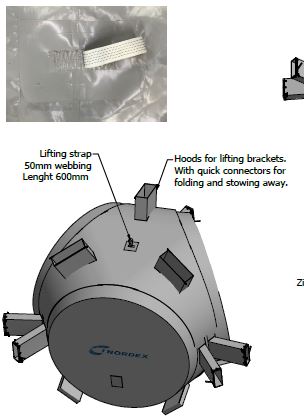 Lifting strap
50mm webbing
Lenght 600mm
Hoods for lifting brackets.
With quick connectors for
folding and stowing away.
Zi
NORDEX